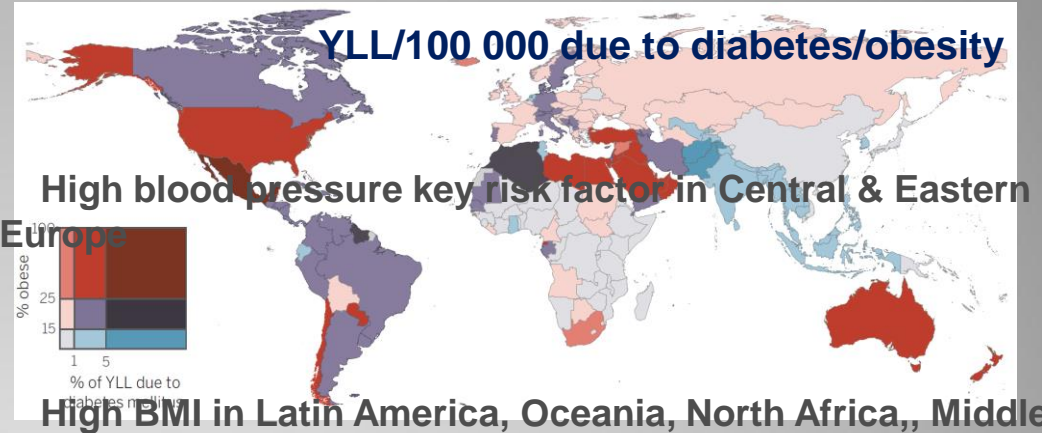 YLL/100 000 due to diabetes/obesity
High blood pressure key risk factor in Central & Eastern
Europe
100
% obese
25
15
1 5
% of YLL due to
diabetes mellitus
High BMI in Latin America, Oceania, North Africa,, Middle